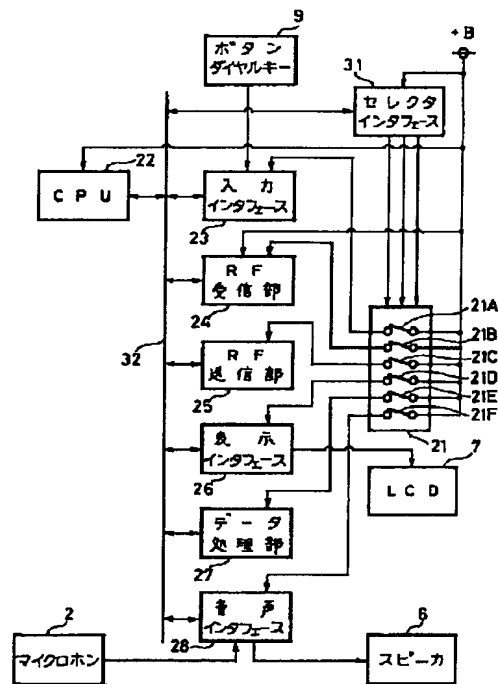 9
ボタン
ダイヤルキー
+B
31
セレクタ
インタフェース
22
CPU
入力
インタフェース
23
RF
受信部
24
21A
21B
21C
21D
21E
21F
32
RF
送信部
25
21
表示
インタフェース
26
7
LCD
データ
処理部
27
2
マイクロホン
音声
インタフェース
28
6
スピーカ